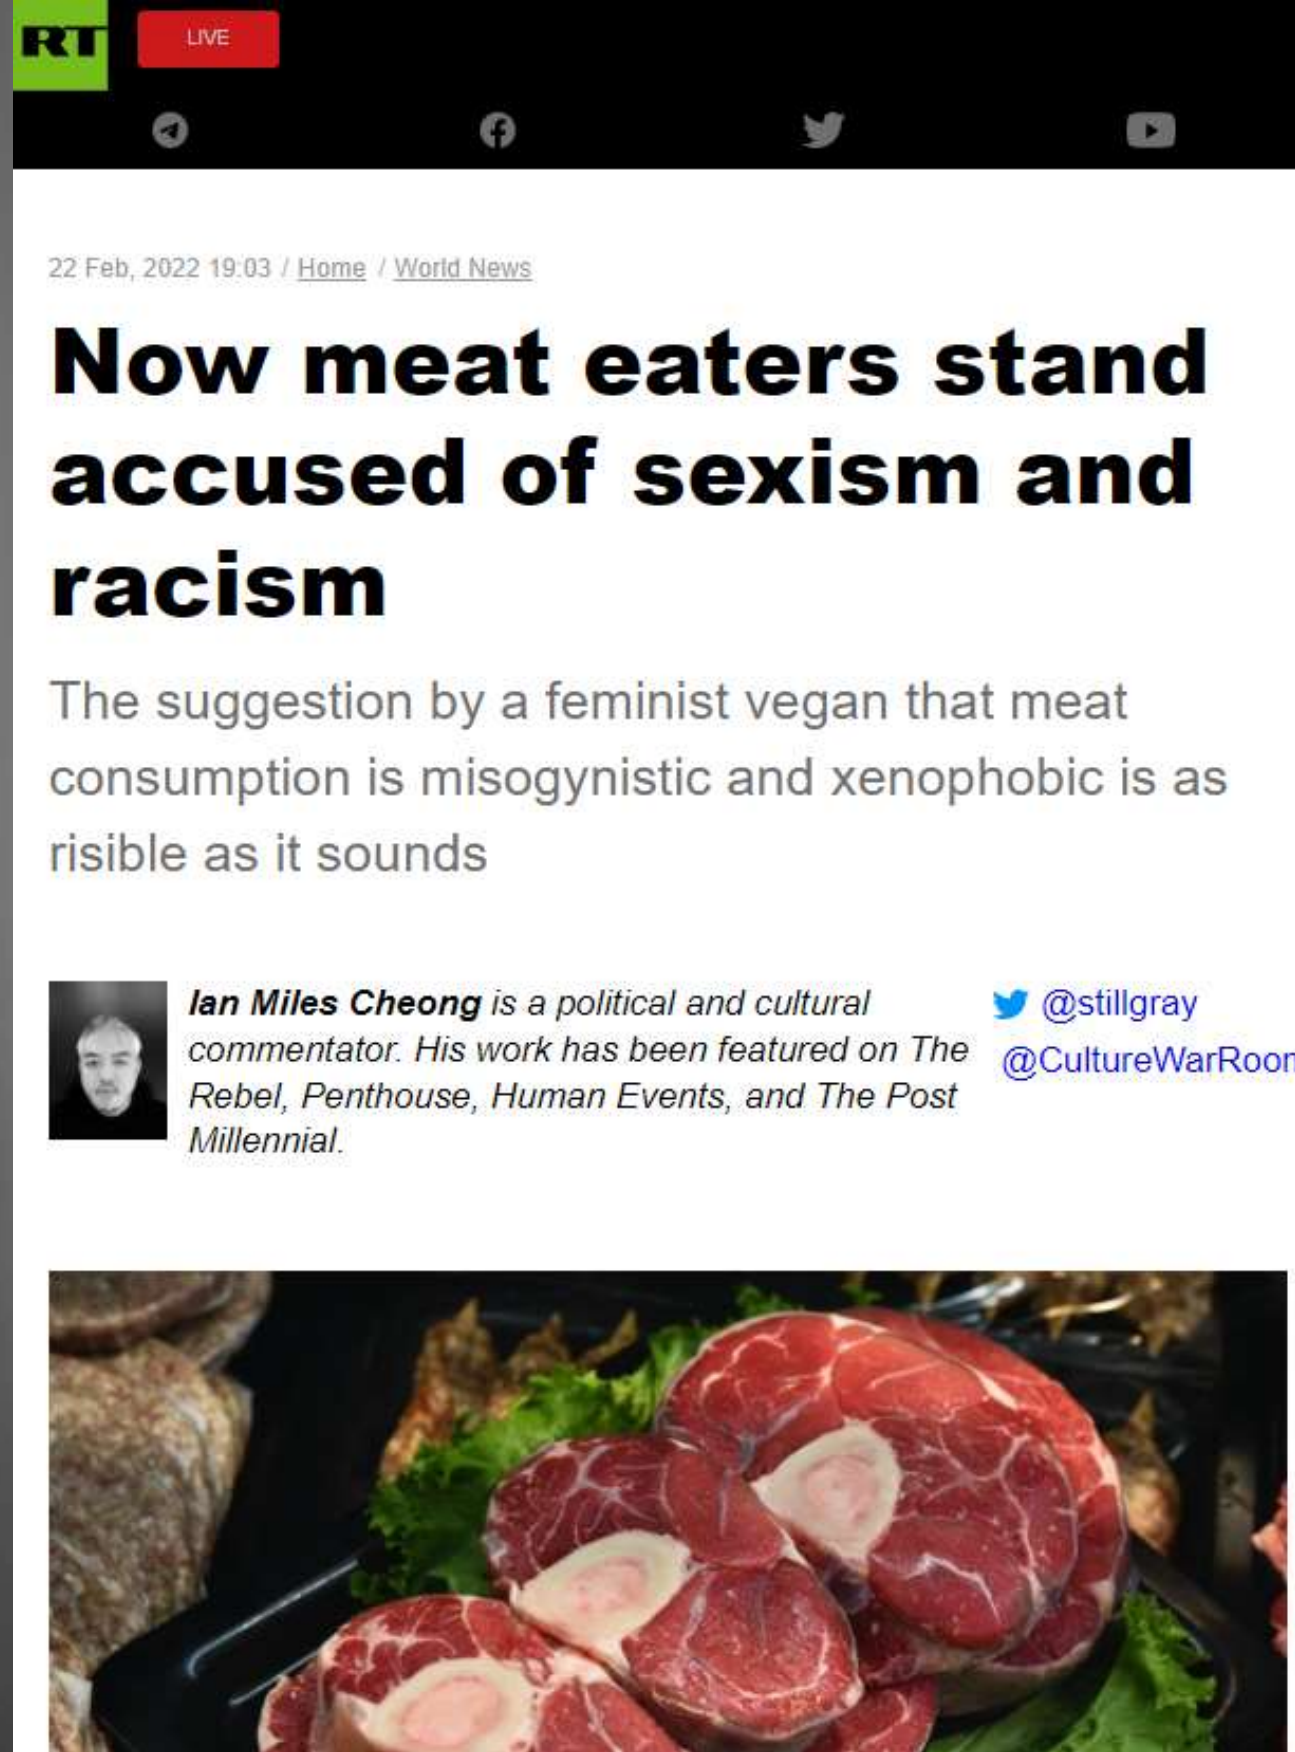 RT
LIVE
22 Feb, 2022 19:03 / Home / World News
Now meat eaters stand
accused of sexism and
racism
The suggestion by a feminist vegan that meat
consumption is misogynistic and xenophobic is as
risible as it sounds
Ian Miles Cheong is a political and cultural
commentator. His work has been featured on The
Rebel, Penthouse, Human Events, and The Post
Millennial.
@stillgray
@CultureWarRoom